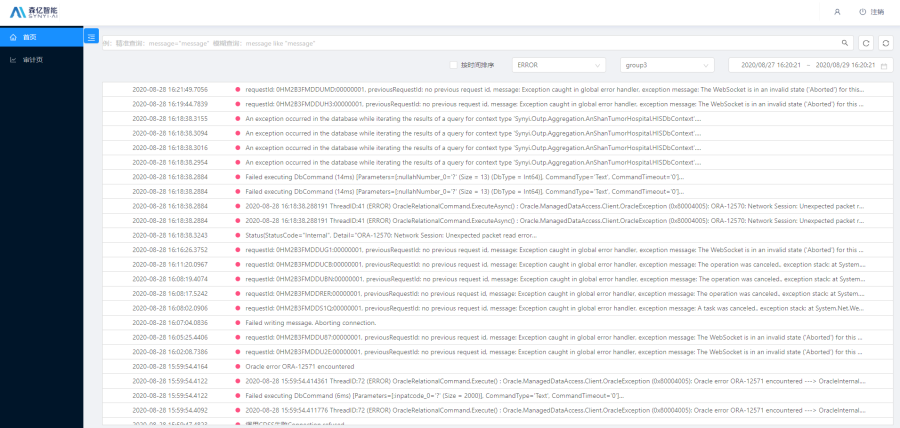 森亿智能
SYNYI·AI
注销
首页
审计页
例：精准查询：message="message" 模糊查询：message like "message"
按时间排序
ERROR
group3
2020/08/27 16:20:21 ~ 2020/08/29 16:20:21
2020-08-28 16:21:49.7056 requestId: 0HM2B3FMDDUMD:00000001, previousRequestId: no previous request id, message: Exception caught in global error handler, exception message: The WebSocket is in an invalid state ('Aborted') for this ...
2020-08-28 16:19:44.7839 requestId: 0HM2B3FMDDUH3:00000001, previousRequestId: no previous request id, message: Exception caught in global error handler, exception message: The WebSocket is in an invalid state ('Aborted') for this ...
2020-08-28 16:18:38.3155 An exception occurred in the database while iterating the results of a query for context type 'Synyi.Outp.Aggregation.AnShanTumorHospital.HISDbContext'....
2020-08-28 16:18:38.3094 An exception occurred in the database while iterating the results of a query for context type 'Synyi.Outp.Aggregation.AnShanTumorHospital.HISDbContext'....
2020-08-28 16:18:38.3016 An exception occurred in the database while iterating the results of a query for context type 'Synyi.Outp.Aggregation.AnShanTumorHospital.HISDbContext'....
2020-08-28 16:18:38.2954 An exception occurred in the database while iterating the results of a query for context type 'Synyi.Outp.Aggregation.AnShanTumorHospital.HISDbContext'....
2020-08-28 16:18:38.2884 Failed executing DbCommand (14ms) [Parameters=[:nullahNumber_0='?' (Size = 13) (DbType = Int64)], CommandType='Text', CommandTimeout='0']...
2020-08-28 16:18:38.2884 Failed executing DbCommand (14ms) [Parameters=[:nullahNumber_0='?' (Size = 13) (DbType = Int64)], CommandType='Text', CommandTimeout='0']...
2020-08-28 16:18:38.2884 2020-08-28 16:18:38.288191 ThreadID:41 (ERROR) OracleRelationalCommand.ExecuteAsync() : Oracle.ManagedDataAccess.Client.OracleException (0x80004005): ORA-12570: Network Session: Unexpected packet r...
2020-08-28 16:18:38.2884 2020-08-28 16:18:38.288191 ThreadID:41 (ERROR) OracleRelationalCommand.ExecuteAsync() : Oracle.ManagedDataAccess.Client.OracleException (0x80004005): ORA-12570: Network Session: Unexpected packet r...
2020-08-28 16:18:38.3243 Status(StatusCode="Internal", Detail="ORA-12570: Network Session: Unexpected packet read error...
2020-08-28 16:16:26.3752 requestId: 0HM2B3FMDDUG1:00000001, previousRequestId: no previous request id, message: Exception caught in global error handler, exception message: The WebSocket is in an invalid state ('Aborted') for this ...
2020-08-28 16:11:20.0967 requestId: 0HM2B3FMDDUCB:00000001, previousRequestId: no previous request id, message: Exception caught in global error handler, exception message: The operation was canceled., exception stack: at System....
2020-08-28 16:08:19.4074 requestId: 0HM2B3FMDDUBN:00000001, previousRequestId: no previous request id, message: Exception caught in global error handler, exception message: The operation was canceled., exception stack: at System....
2020-08-28 16:08:17.5242 requestId: 0HM2B3FMDDRER:00000001, previousRequestId: no previous request id, message: Exception caught in global error handler, exception message: The operation was canceled., exception stack: at System....
2020-08-28 16:08:02.0906 requestId: 0HM2B3FMDDS1Q:00000001, previousRequestId: no previous request id, message: Exception caught in global error handler, exception message: A task was canceled., exception stack: at System.Net.We...
2020-08-28 16:07:04.0836 Failed writing message. Aborting connection.
2020-08-28 16:05:25.4406 requestId: 0HM2B3FMDDU87:00000001, previousRequestId: no previous request id, message: Exception caught in global error handler, exception message: The WebSocket is in an invalid state ('Aborted') for this ...
2020-08-28 16:02:08.7386 requestId: 0HM2B3FMDDU2E:00000001, previousRequestId: no previous request id, message: Exception caught in global error handler, exception message: The WebSocket is in an invalid state ('Aborted') for this ...
2020-08-28 15:59:54.4164 Oracle error ORA-12571 encountered
2020-08-28 15:59:54.4122 2020-08-28 15:59:54.414361 ThreadID:72 (ERROR) OracleRelationalCommand.Execute() : Oracle.ManagedDataAccess.Client.OracleException (0x80004005): Oracle error ORA-12571 encountered ---> OracleInternal....
2020-08-28 15:59:54.4122 Failed executing DbCommand (6ms) [Parameters=[:inpatcode_0='?' (Size = 2000)], CommandType='Text', CommandTimeout='0']...
2020-08-28 15:59:54.4092 2020-08-28 15:59:54.411776 ThreadID:72 (ERROR) OracleRelationalCommand.Execute() : Oracle.ManagedDataAccess.Client.OracleException (0x80004005): Oracle error ORA-12571 encountered ---> OracleInternal....